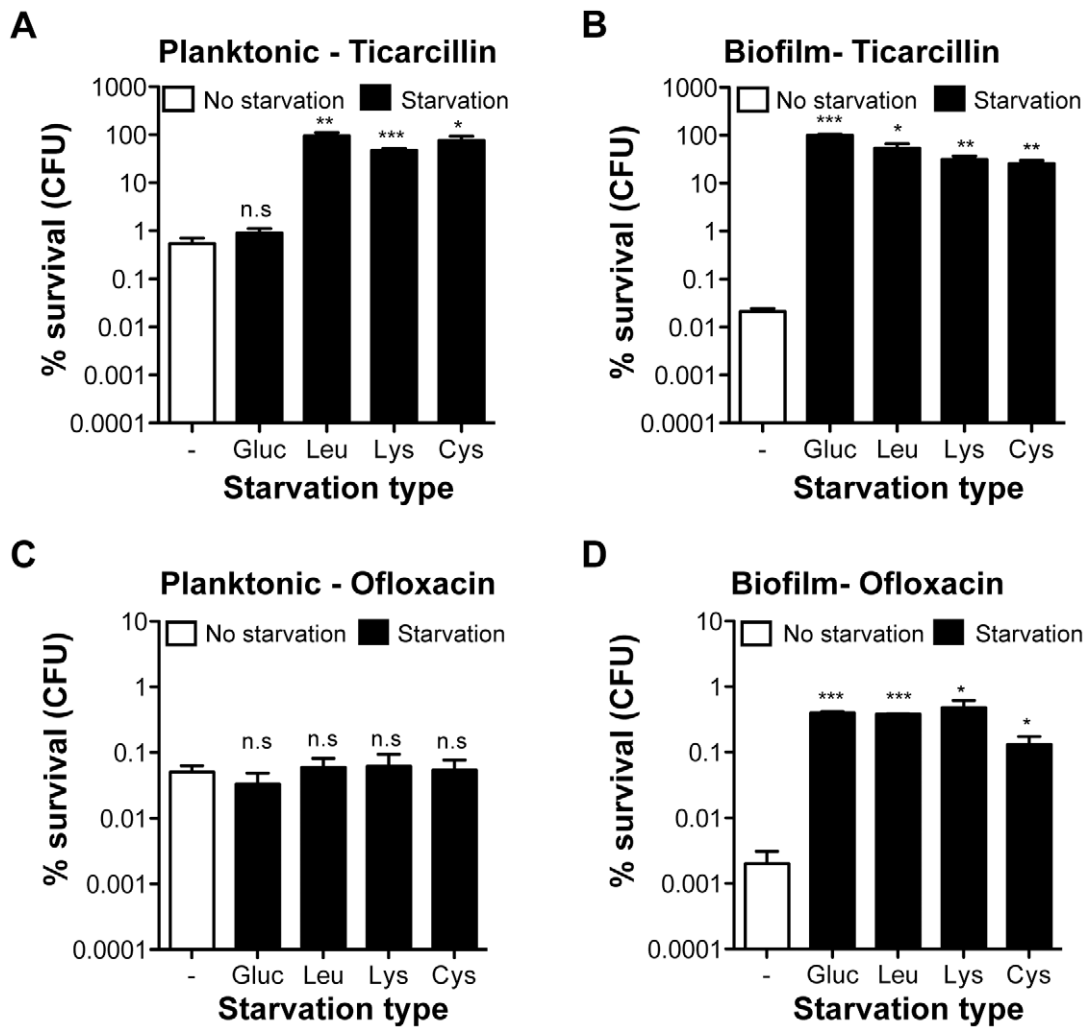 A
Planktonic - Ticarcillin
No starvation Starvation
% survival (CFU)
1000
100
10
1
0.1
0.01
0.001
0.0001
n.s ** *** *
- Gluc Leu Lys Cys
Starvation type
B
Biofilm- Ticarcillin
No starvation Starvation
% survival (CFU)
1000
100
10
1
0.1
0.01
0.001
0.0001
*** * ** **
- Gluc Leu Lys Cys
Starvation type
C
Planktonic - Ofloxacin
No starvation Starvation
% survival (CFU)
10
1
0.1
0.01
0.001
0.0001
n.s n.s n.s n.s
- Gluc Leu Lys Cys
Starvation type
D
Biofilm- Ofloxacin
No starvation Starvation
% survival (CFU)
10
1
0.1
0.01
0.001
0.0001
*** *** * *
- Gluc Leu Lys Cys
Starvation type